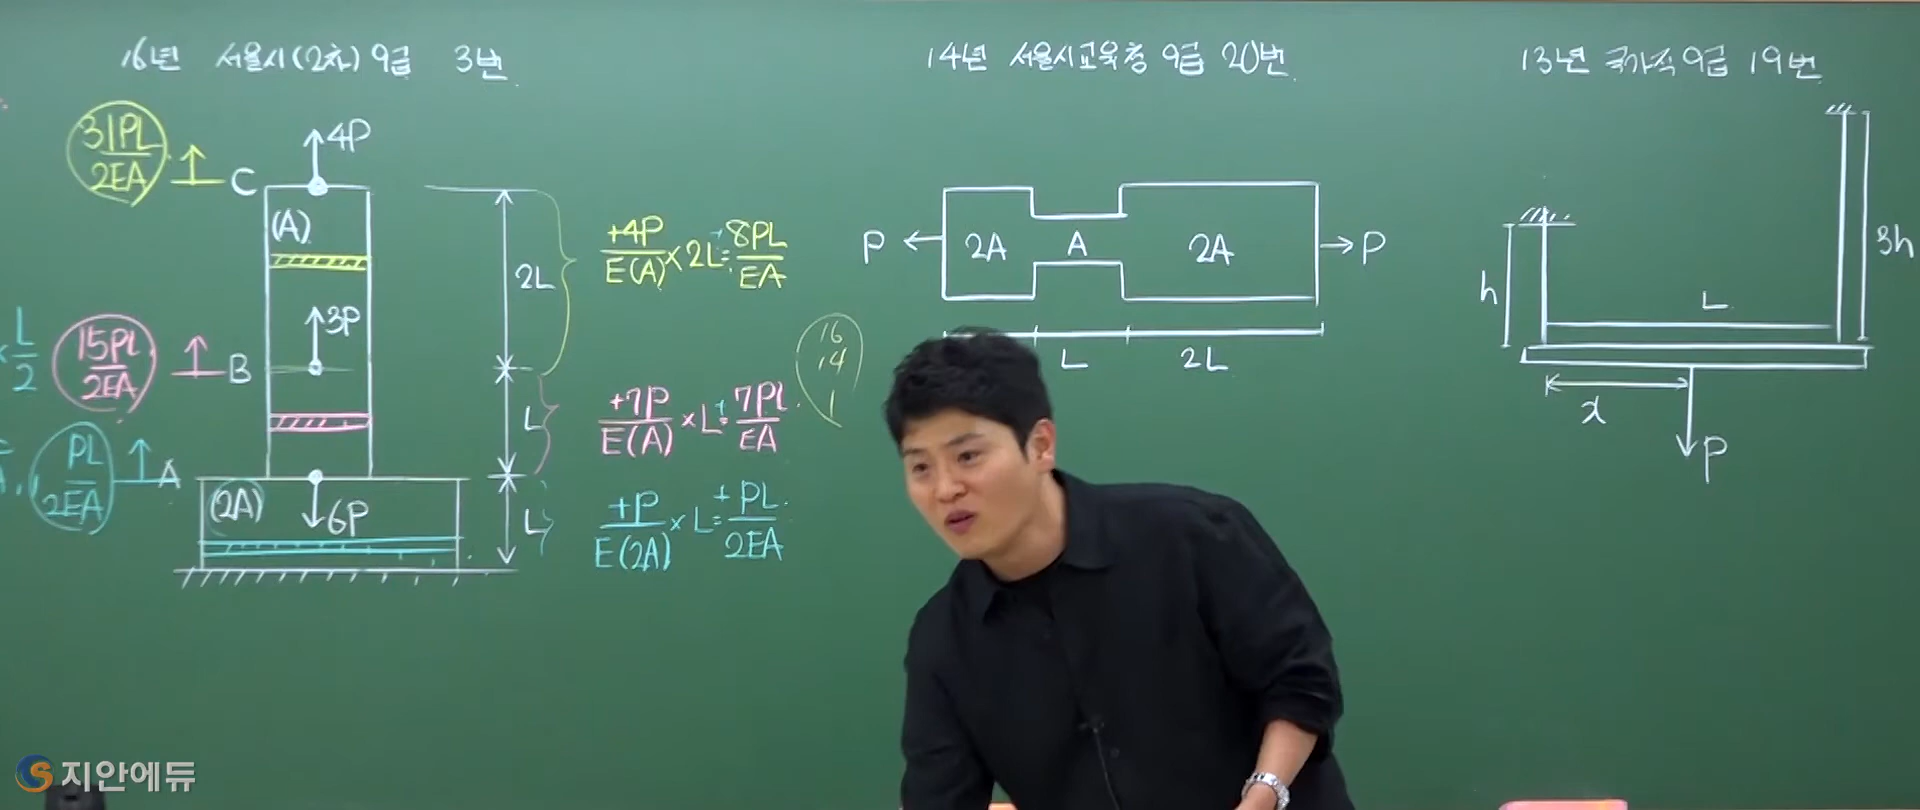 16년 서울시(2차) 9급 3번
31PL
2EA
C
4P
(A)
2L
+4P
E(A)
×2L=
+8PL
EA
3P
× L
2
15PL
2EA
B
L
+7P
E(A)
×L=
+7PL
EA
PL
2EA
A
(2A)
6P
L
+P
E(2A)
×L=
+PL
2EA
16
14
1
14년 서울시교육청 9급 20번
P
2A
A
2A
P
L
2L
13년 국가직 9급 19번
h
L
3h
x
P
지안에듀